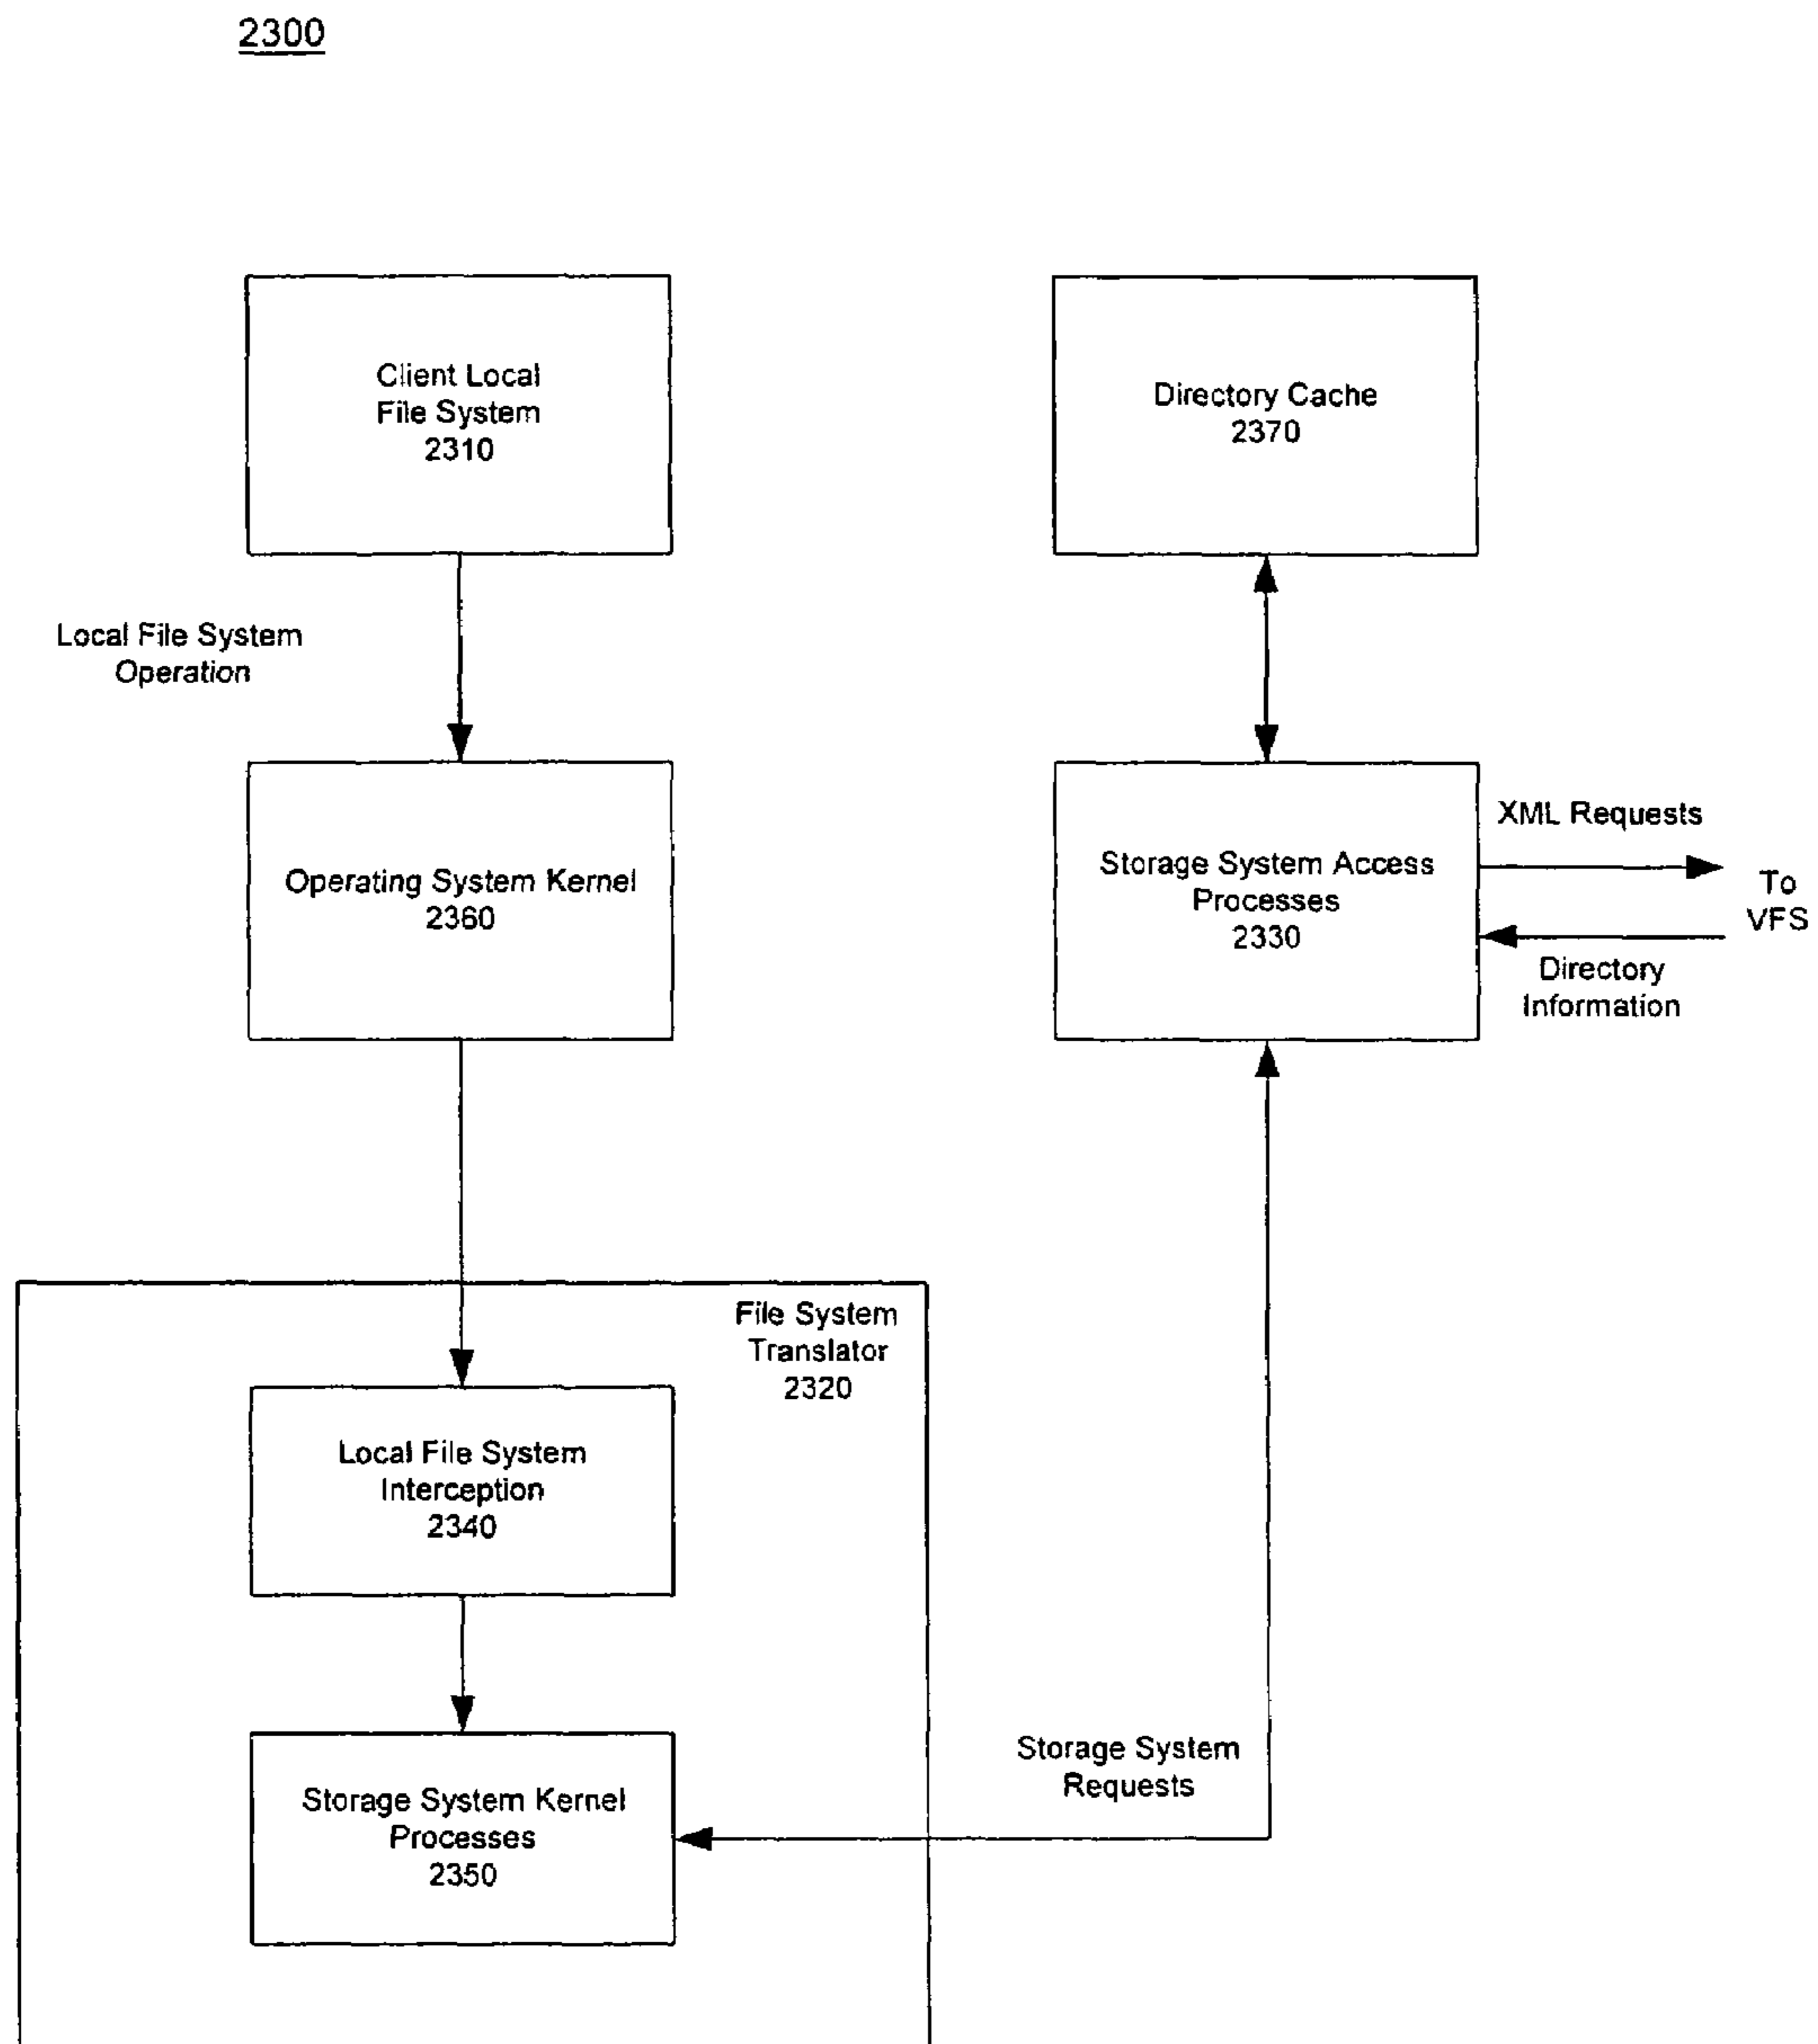 2300
Client Local
File System
2310
Directory Cache
2370
Local File System
Operation
Operating System Kernel
2360
Storage System Access
Processes
2330
XML Requests
To
VFS
Directory
Information
File System
Translator
2320
Local File System
Interception
2340
Storage System Kernel
Processes
2350
Storage System
Requests